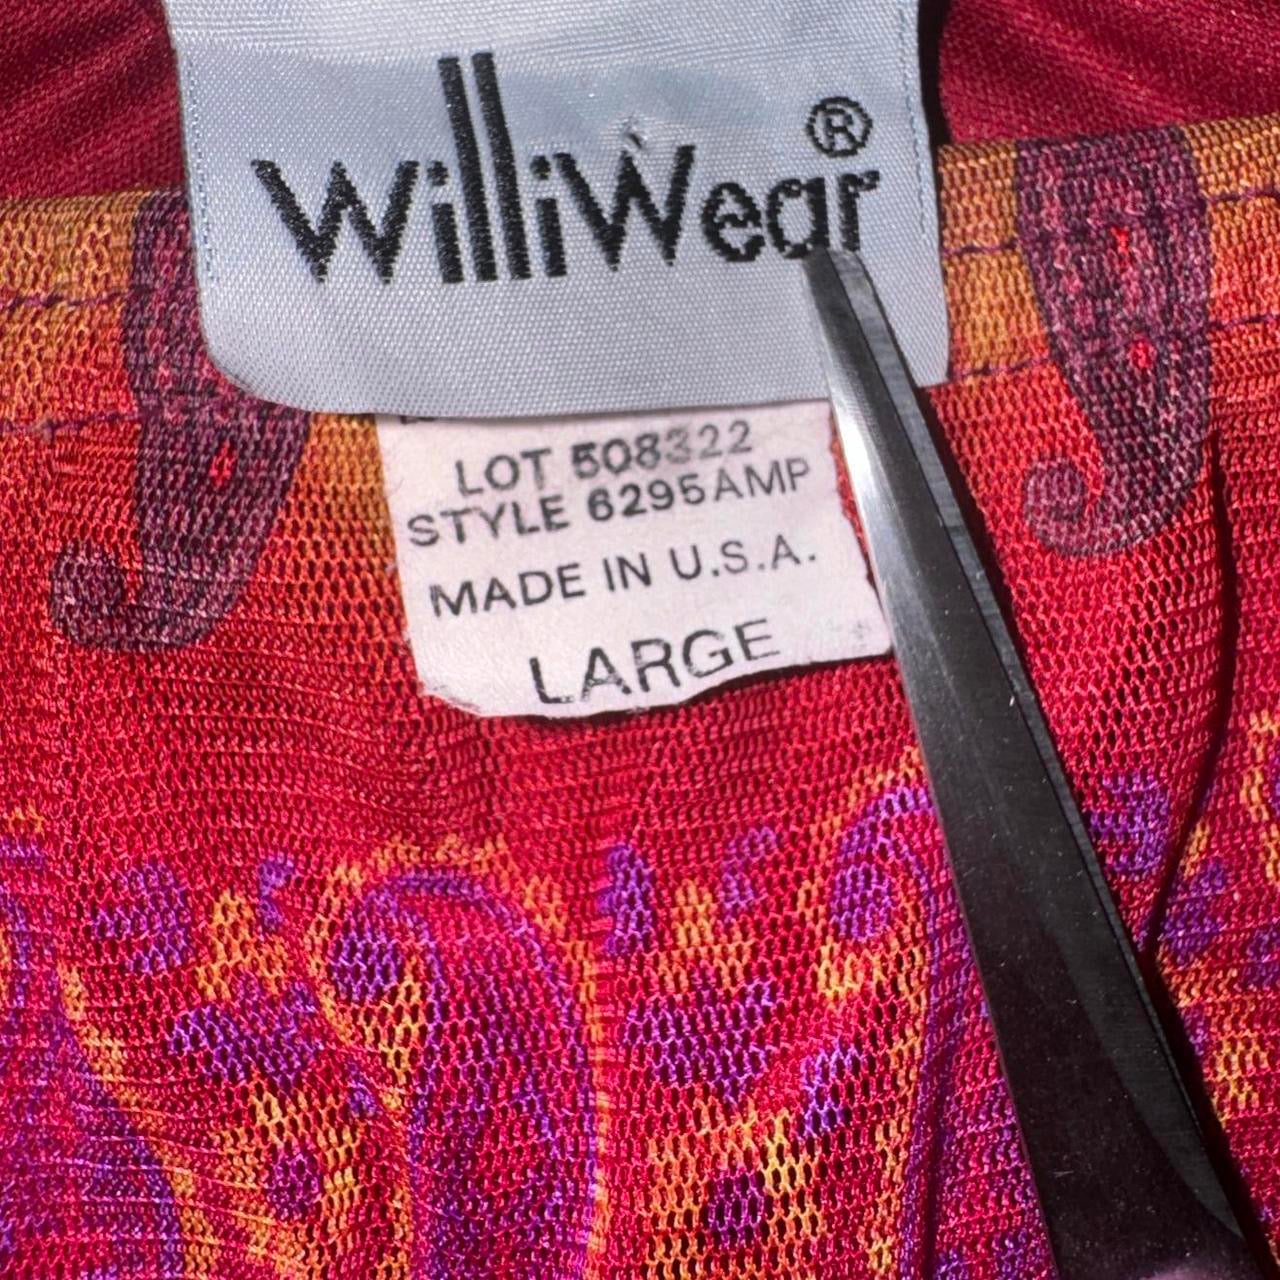 WilliWear®
LOT 508322
STYLE 6295AMP
MADE IN U.S.A.
LARGE